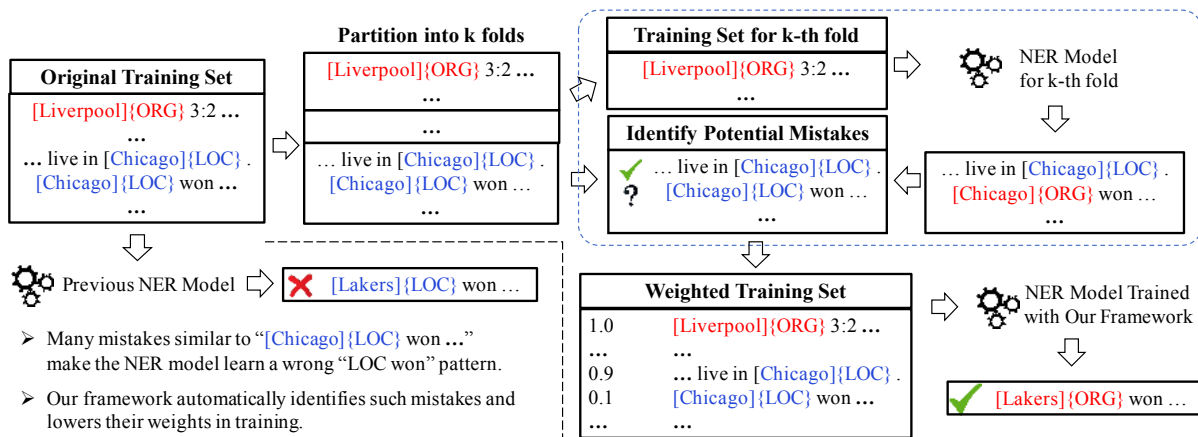 Original Training Set
[Liverpool]{ORG} 3:2 ...
...
... live in [Chicago]{LOC} .
[Chicago]{LOC} won ...
...
Partition into k folds
[Liverpool]{ORG} 3:2 ...
...
...
... live in [Chicago]{LOC} .
[Chicago]{LOC} won ...
...
Training Set for k-th fold
[Liverpool]{ORG} 3:2 ...
...
NER Model
for k-th fold
Identify Potential Mistakes
... live in [Chicago]{LOC} .
? [Chicago]{LOC} won ...
...
... live in [Chicago]{LOC} .
[Chicago]{ORG} won ...
...
Previous NER Model
[Lakers]{LOC} won ...
➢ Many mistakes similar to “[Chicago]{LOC} won ...”
make the NER model learn a wrong “LOC won” pattern.
➢ Our framework automatically identifies such mistakes and
lowers their weights in training.
Weighted Training Set
1.0 [Liverpool]{ORG} 3:2 ...
... ...
0.9 ... live in [Chicago]{LOC} .
0.1 [Chicago]{LOC} won ...
... ...
NER Model Trained
with Our Framework
[Lakers]{ORG} won ...